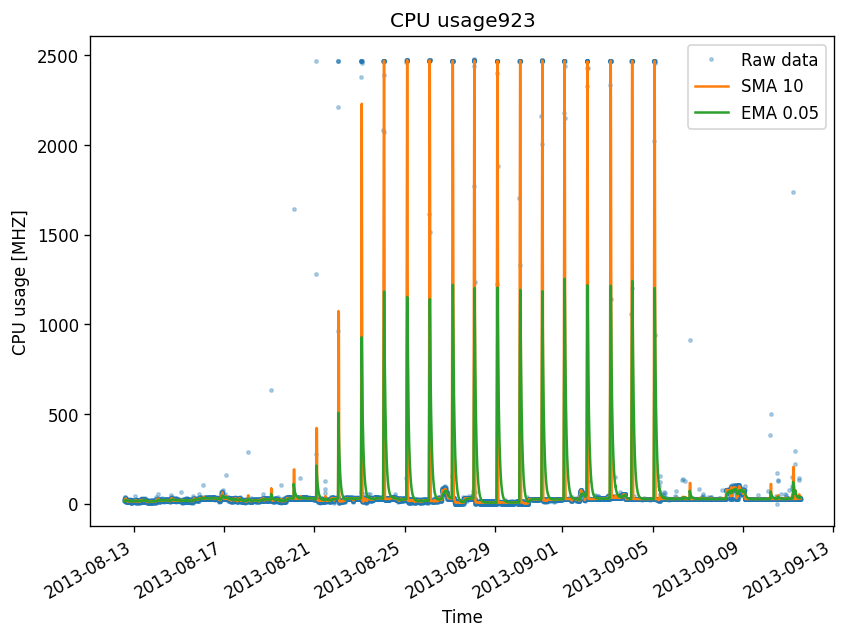 CPU usage923
2500
2000
1500
1000
500
0
CPU usage [MHZ]
Raw data
SMA 10
EMA 0.05
2013-08-13
2013-08-17
2013-08-21
2013-08-25
2013-08-29
2013-09-01
2013-09-05
2013-09-09
2013-09-13
Time